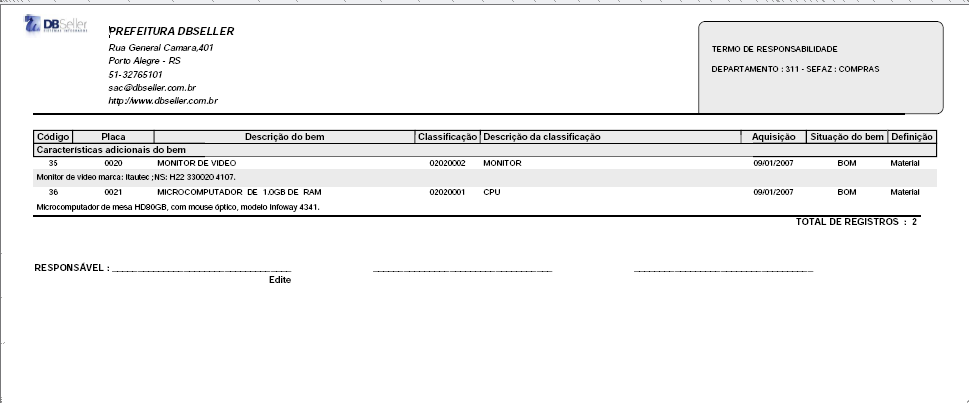 DBSeller
PREFEITURA DBSELLER
Rua General Camara,401
Porto Alegre - RS
51-32765101
sac@dbseller.com.br
http://www.dbseller.com.br
TERMO DE RESPONSABILIDADE
DEPARTAMENTO : 311 - SEFAZ : COMPRAS
Código Placa Descrição do bem Classificação Descrição da classificação Aquisição Situação do bem Definição
Características adicionais do bem
35 0020 MONITOR DE VIDEO 02020002 MONITOR 09/01/2007 BOM Material
Monitor de video marca: Itautec ;NS: H22 330020 4107.
36 0021 MICROCOMPUTADOR DE 1.0GB DE RAM 02020001 CPU 09/01/2007 BOM Material
Microcomputador de mesa HD80GB, com mouse óptico, modelo Infoway 4341.
TOTAL DE REGISTROS : 2
RESPONSÁVEL :
Edite